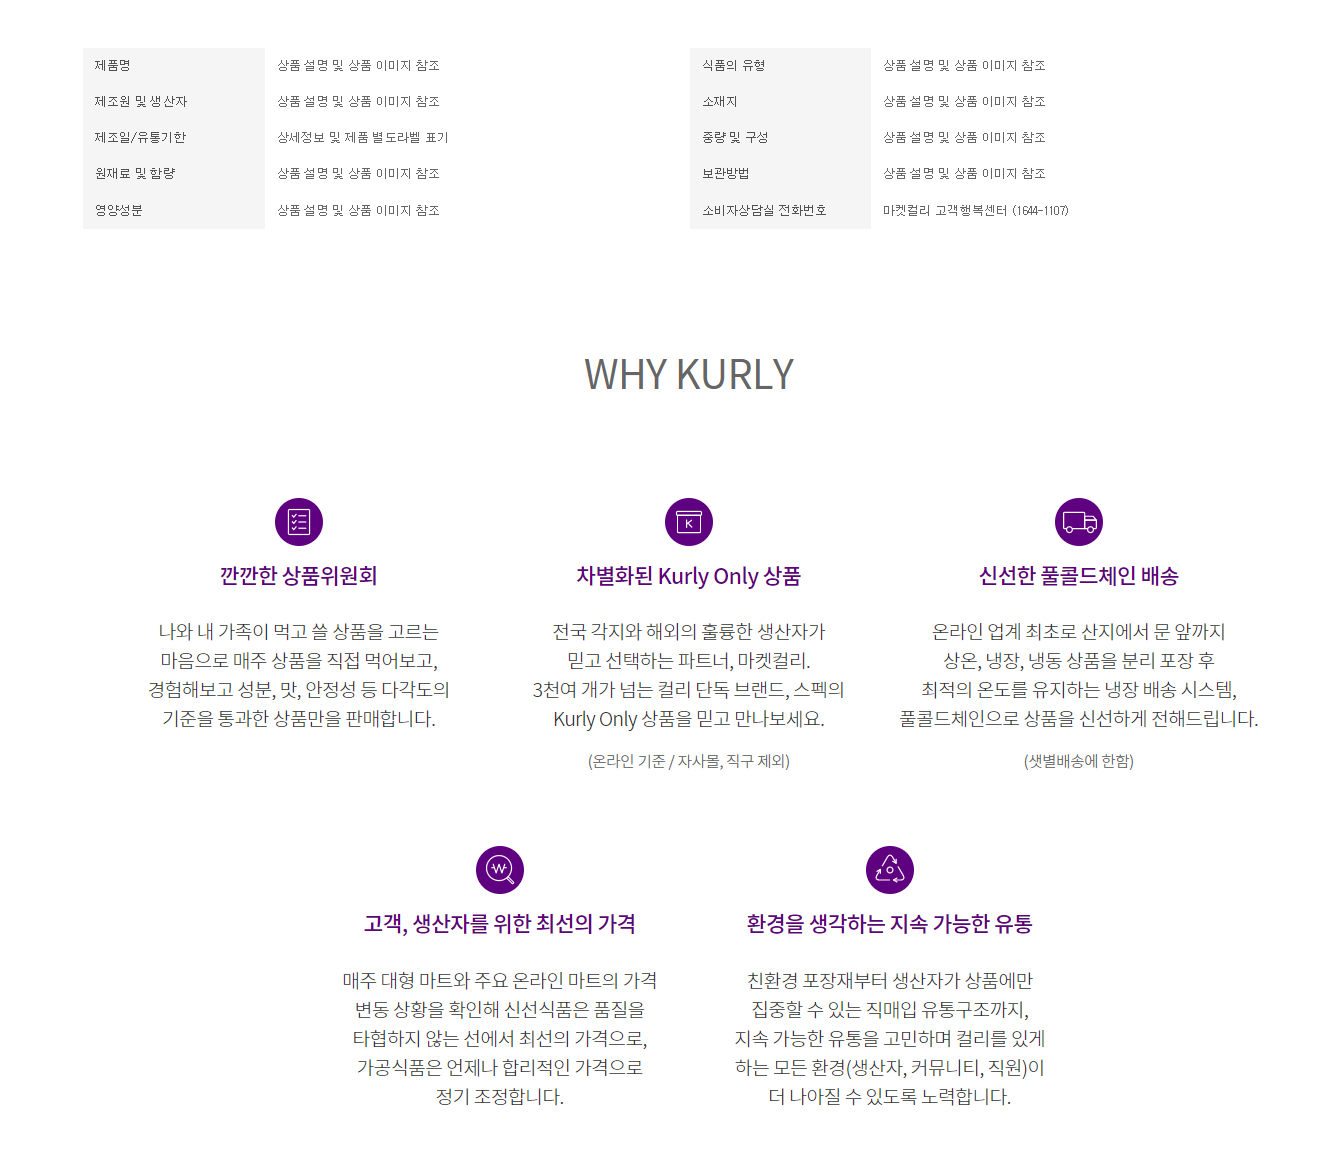 제품명 상품 설명 및 상품 이미지 참조 식품의 유형 상품 설명 및 상품 이미지 참조
제조원 및 생산자 상품 설명 및 상품 이미지 참조 소재지 상품 설명 및 상품 이미지 참조
제조일/유통기한 상세정보 및 제품 별도라벨 표기 중량 및 구성 상품 설명 및 상품 이미지 참조
원재료 및 함량 상품 설명 및 상품 이미지 참조 보관방법 상품 설명 및 상품 이미지 참조
영양성분 상품 설명 및 상품 이미지 참조 소비자상담실 전화번호 마켓컬리 고객행복센터 (1644-1107)
WHY KURLY
깐깐한 상품위원회
나와 내 가족이 먹고 쓸 상품을 고르는
마음으로 매주 상품을 직접 먹어보고,
경험해보고 성분, 맛, 안정성 등 다각도의
기준을 통과한 상품만을 판매합니다.
K
차별화된 Kurly Only 상품
전국 각지와 해외의 훌륭한 생산자가
믿고 선택하는 파트너, 마켓컬리.
3천여 개가 넘는 컬리 단독 브랜드, 스펙의
Kurly Only 상품을 믿고 만나보세요.
(온라인 기준 / 자사몰, 직구 제외)
신선한 풀콜드체인 배송
온라인 업계 최초로 산지에서 문 앞까지
상온, 냉장, 냉동 상품을 분리 포장 후
최적의 온도를 유지하는 냉장 배송 시스템,
풀콜드체인으로 상품을 신선하게 전해드립니다.
(샛별배송에 한함)
₩
고객, 생산자를 위한 최선의 가격
매주 대형 마트와 주요 온라인 마트의 가격
변동 상황을 확인해 신선식품은 품질을
타협하지 않는 선에서 최선의 가격으로,
가공식품은 언제나 합리적인 가격으로
정기 조정합니다.
환경을 생각하는 지속 가능한 유통
친환경 포장재부터 생산자가 상품에만
집중할 수 있는 직매입 유통구조까지,
지속 가능한 유통을 고민하며 컬리를 있게
하는 모든 환경(생산자, 커뮤니티, 직원)이
더 나아질 수 있도록 노력합니다.